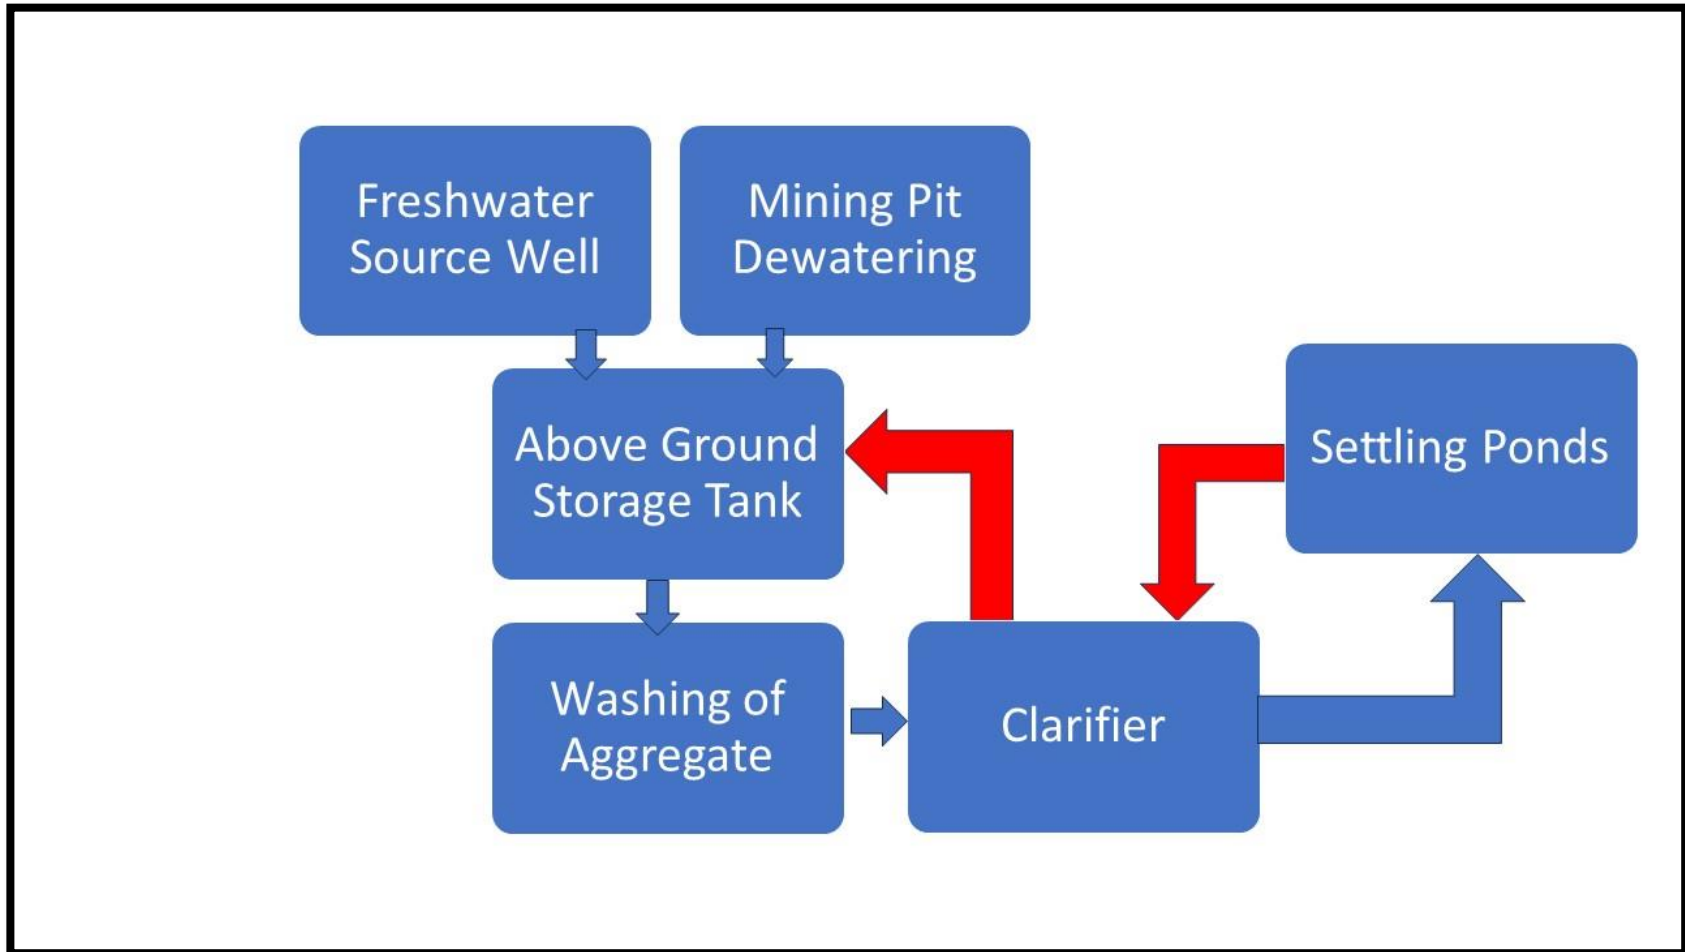 Freshwater
Source Well
Mining Pit
Dewatering
Above Ground
Storage Tank
Settling Ponds
Washing of
Aggregate
Clarifier